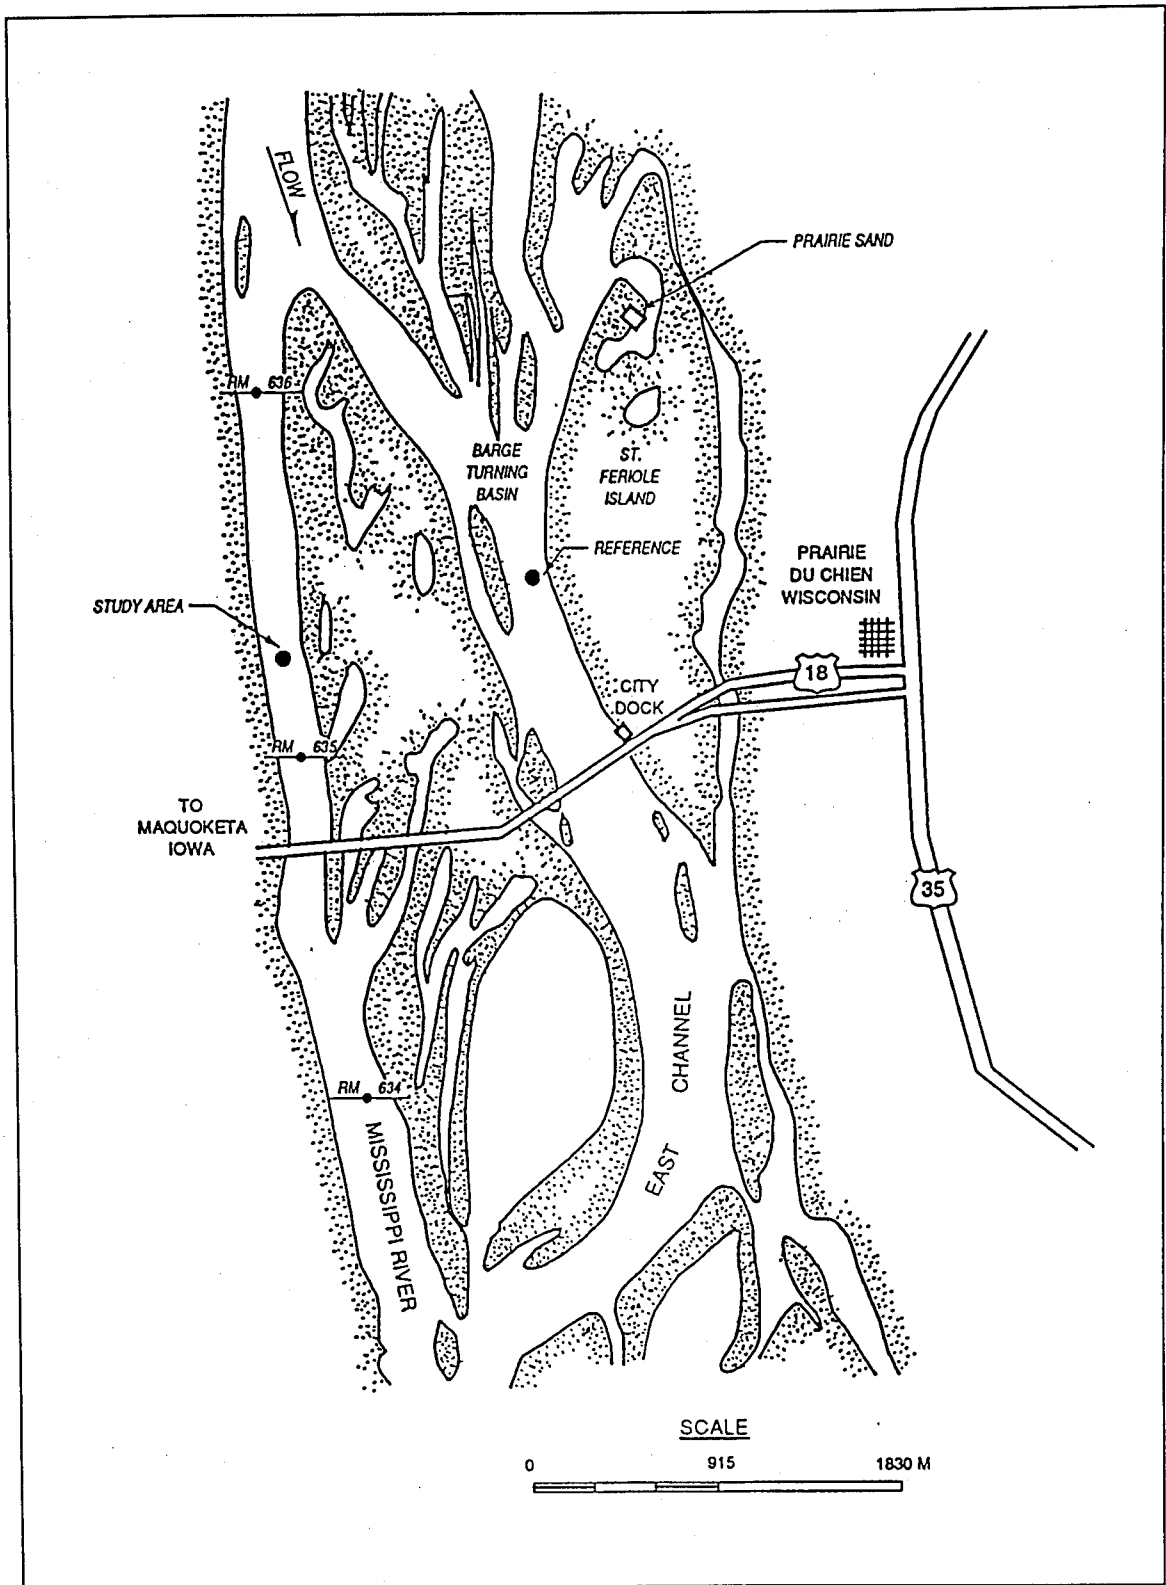 FLOW
PRAIRIE SAND
RM 636
BARGE
TURNING
BASIN
ST.
FERIOLE
ISLAND
REFERENCE
PRAIRIE
DU CHIEN
WISCONSIN
STUDY AREA
18
CITY
DOCK
RM 635
TO
MAQUOKETA
IOWA
35
EAST CHANNEL
RM 634
MISSISSIPPI RIVER
SCALE
0 915 1830 M